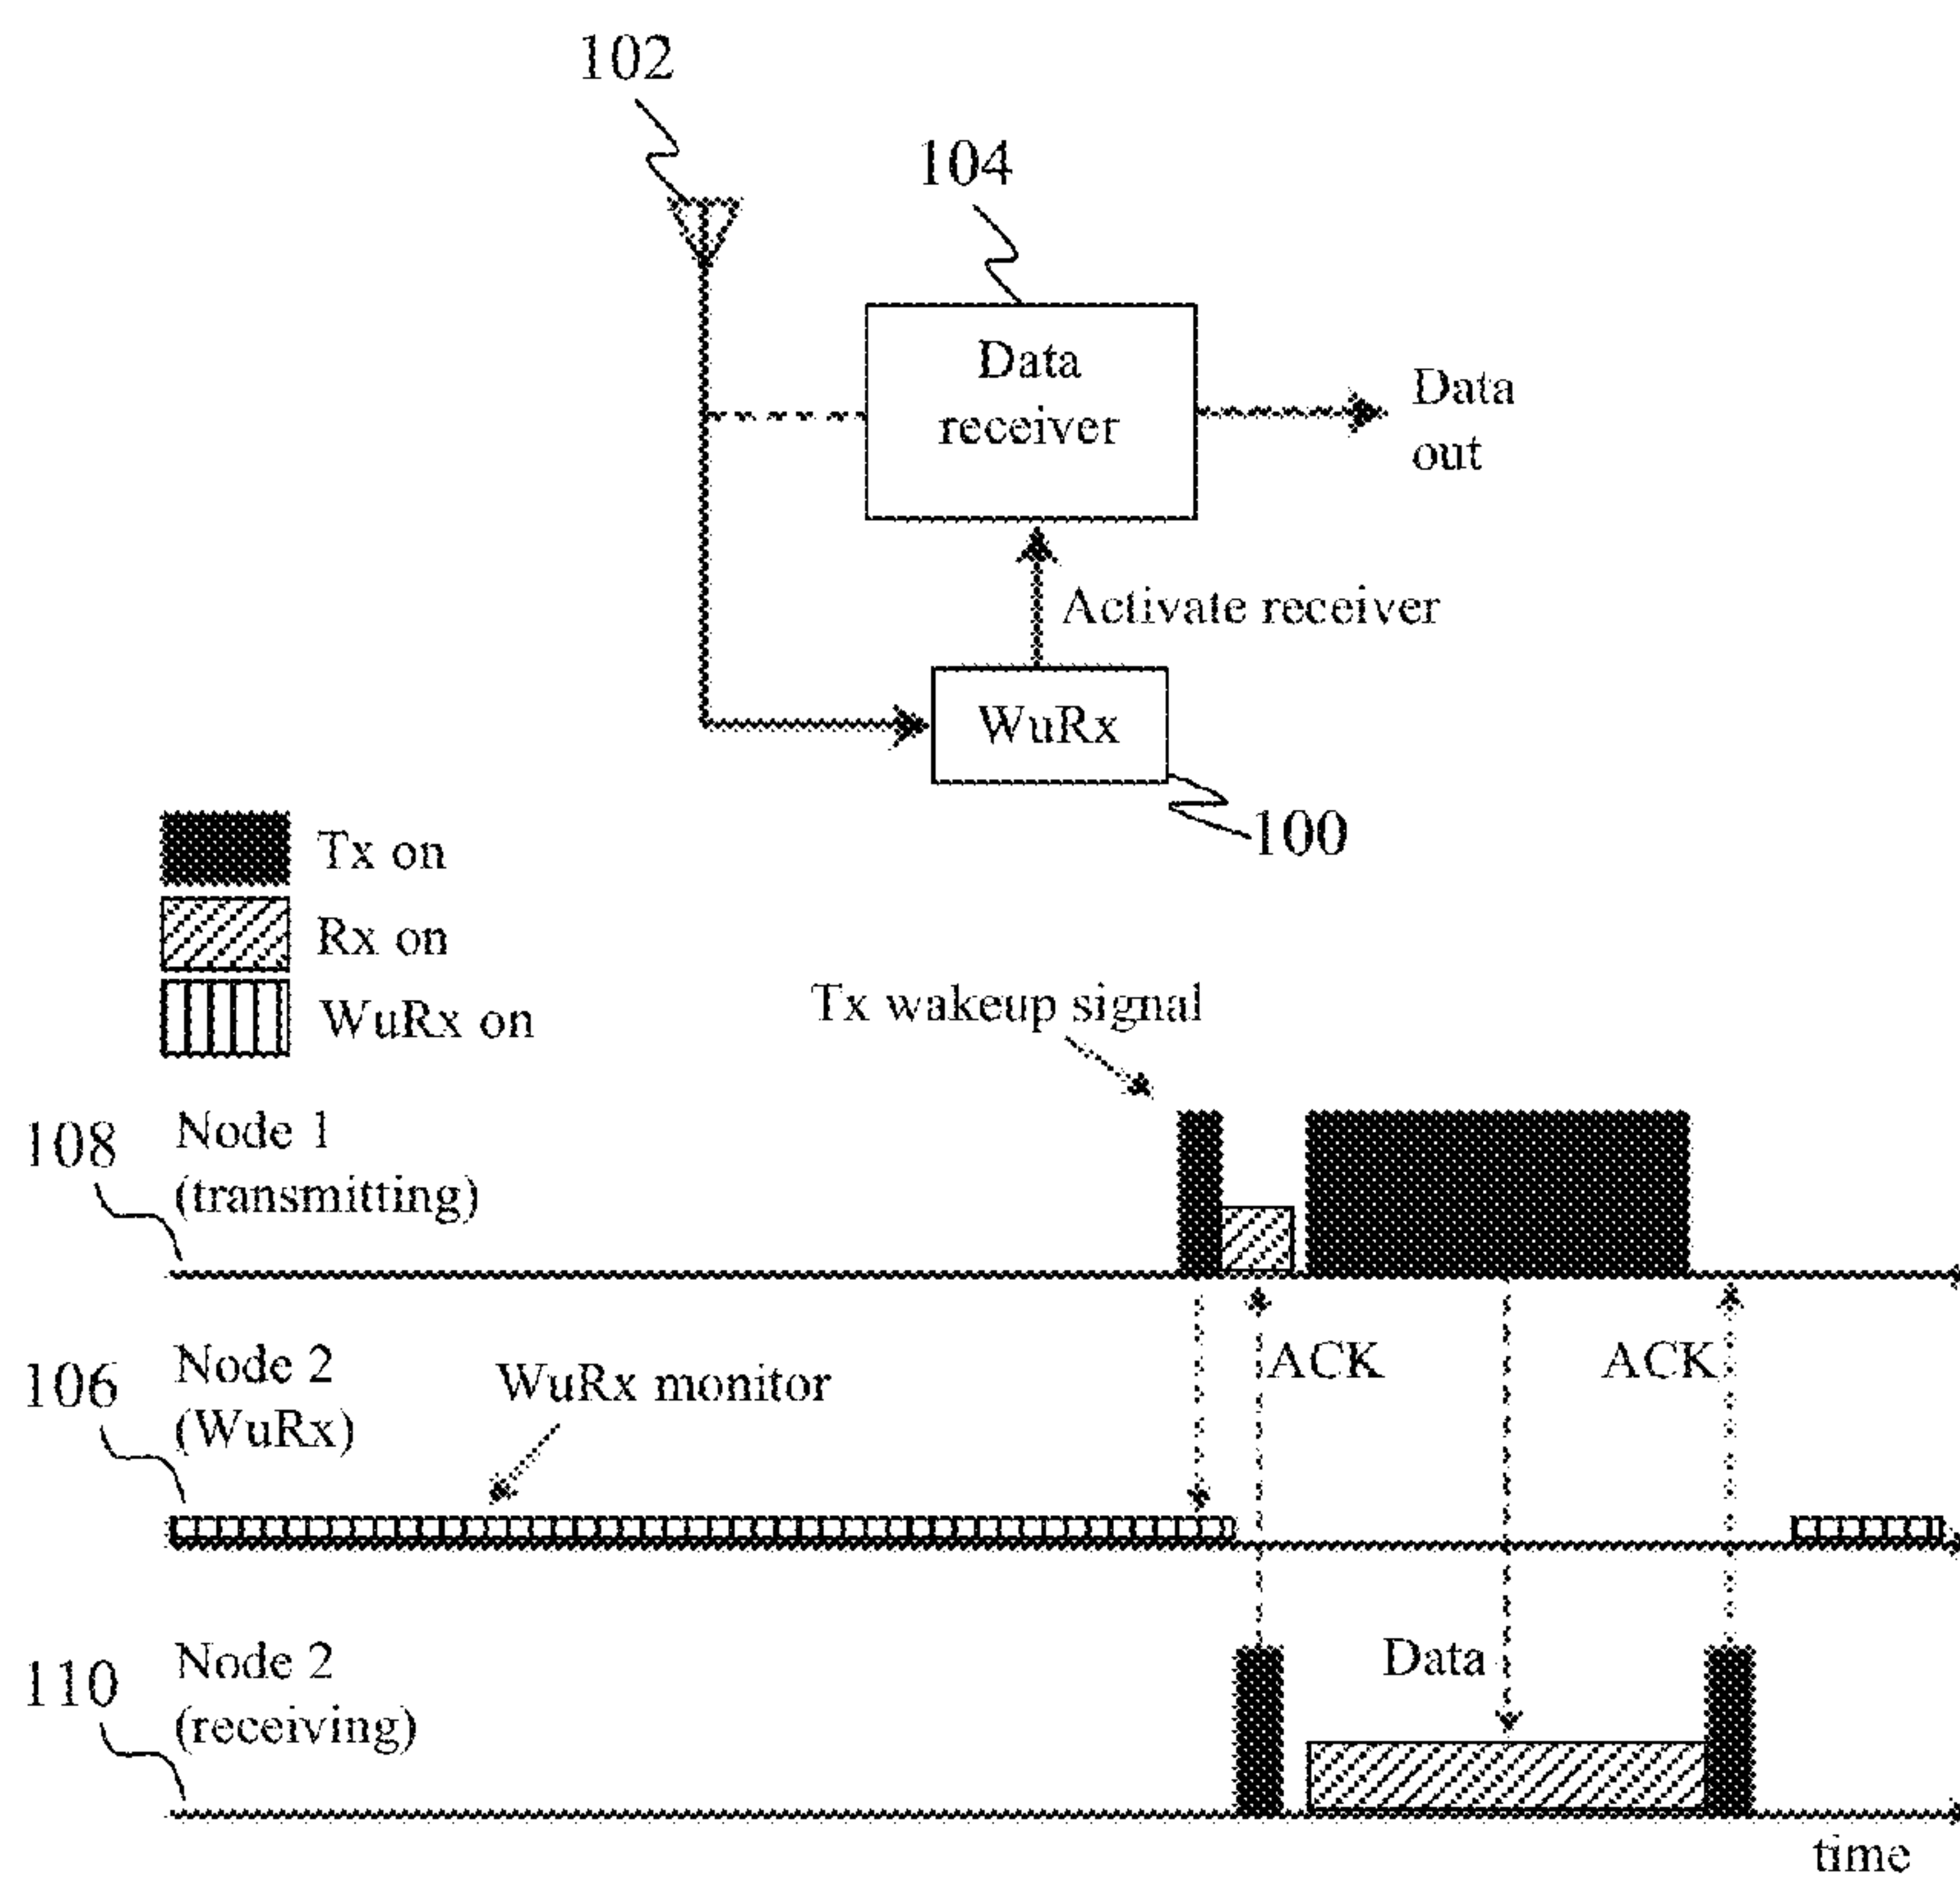 102
104
Data
receiver
Data
out
Activate receiver
WuRx
100
Tx on
Rx on
WuRx on
Tx wakeup signal
108
Node 1
(transmitting)
106
Node 2
(WuRx)
WuRx monitor
ACK
ACK
110
Node 2
(receiving)
Data
time